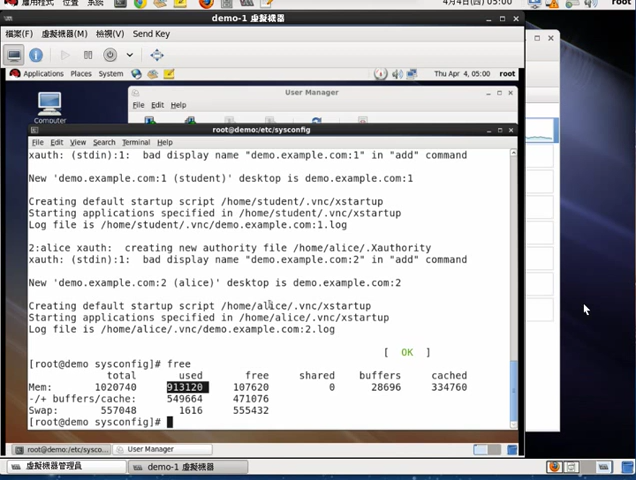 應用程式 位置 系統 4月4日(四) 05:00 root
demo-1 虛擬機器
檔案(F) 虛擬機器(M) 檢視(V) Send Key
Applications Places System Thu Apr 4, 05:00 root
User Manager
File Edit Help
Computer
root@demo:/etc/sysconfig
File Edit View Search Terminal Help
xauth: (stdin):1: bad display name "demo.example.com:1" in "add" command
New 'demo.example.com:1 (student)' desktop is demo.example.com:1
Creating default startup script /home/student/.vnc/xstartup
Starting applications specified in /home/student/.vnc/xstartup
Log file is /home/student/.vnc/demo.example.com:1.log
2:alice xauth: creating new authority file /home/alice/.Xauthority
xauth: (stdin):1: bad display name "demo.example.com:2" in "add" command
New 'demo.example.com:2 (alice)' desktop is demo.example.com:2
Creating default startup script /home/alice/.vnc/xstartup
Starting applications specified in /home/alice/.vnc/xstartup
Log file is /home/alice/.vnc/demo.example.com:2.log
[ OK ]
[root@demo sysconfig]# free
total used free shared buffers cached
Mem: 1020740 913120 107620 0 28696 334760
-/+ buffers/cache: 549664 471076
Swap: 557048 1616 555432
[root@demo sysconfig]#
root@demo:/etc/sysco... User Manager
虛擬機器管理員 demo-1 虛擬機器